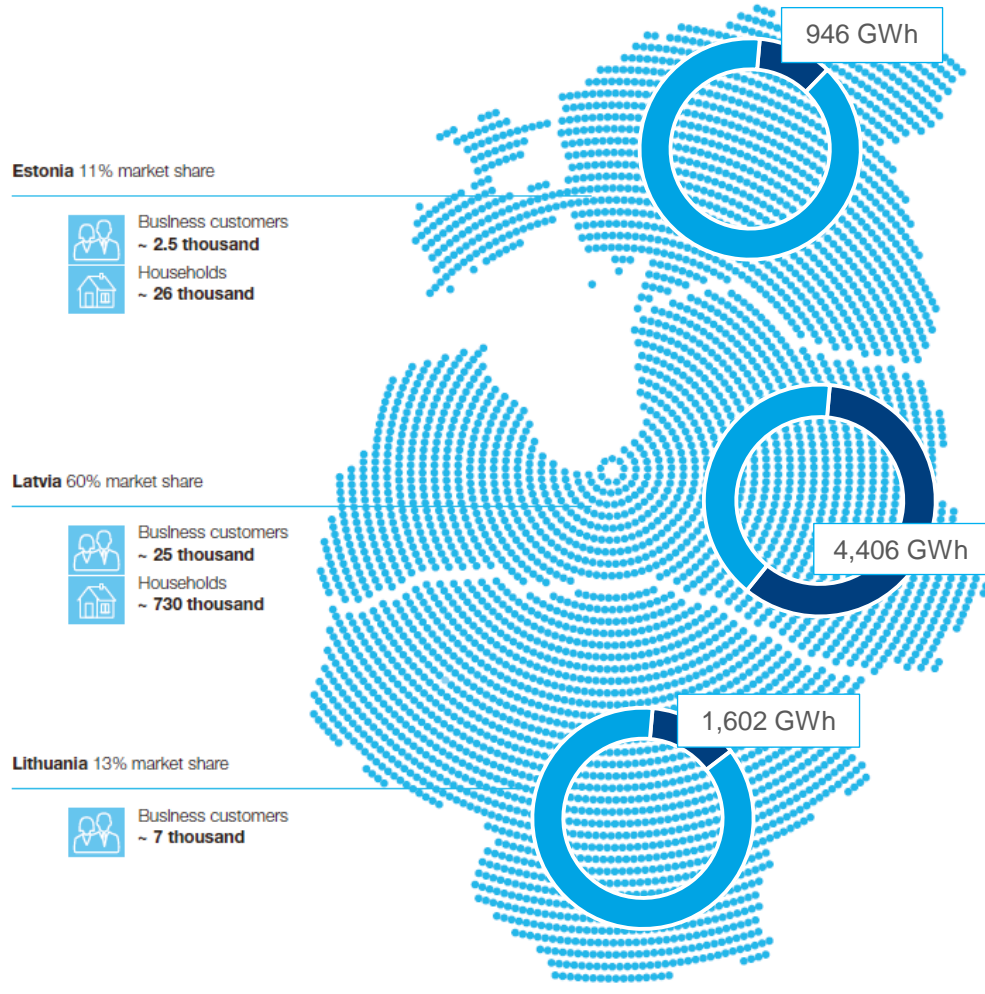 946 GWh
Estonia 11% market share
Business customers
~ 2.5 thousand
Households
~ 26 thousand
Latvia 60% market share
Business customers
~ 25 thousand
Households
~ 730 thousand
4,406 GWh
1,602 GWh
Lithuania 13% market share
Business customers
~ 7 thousand